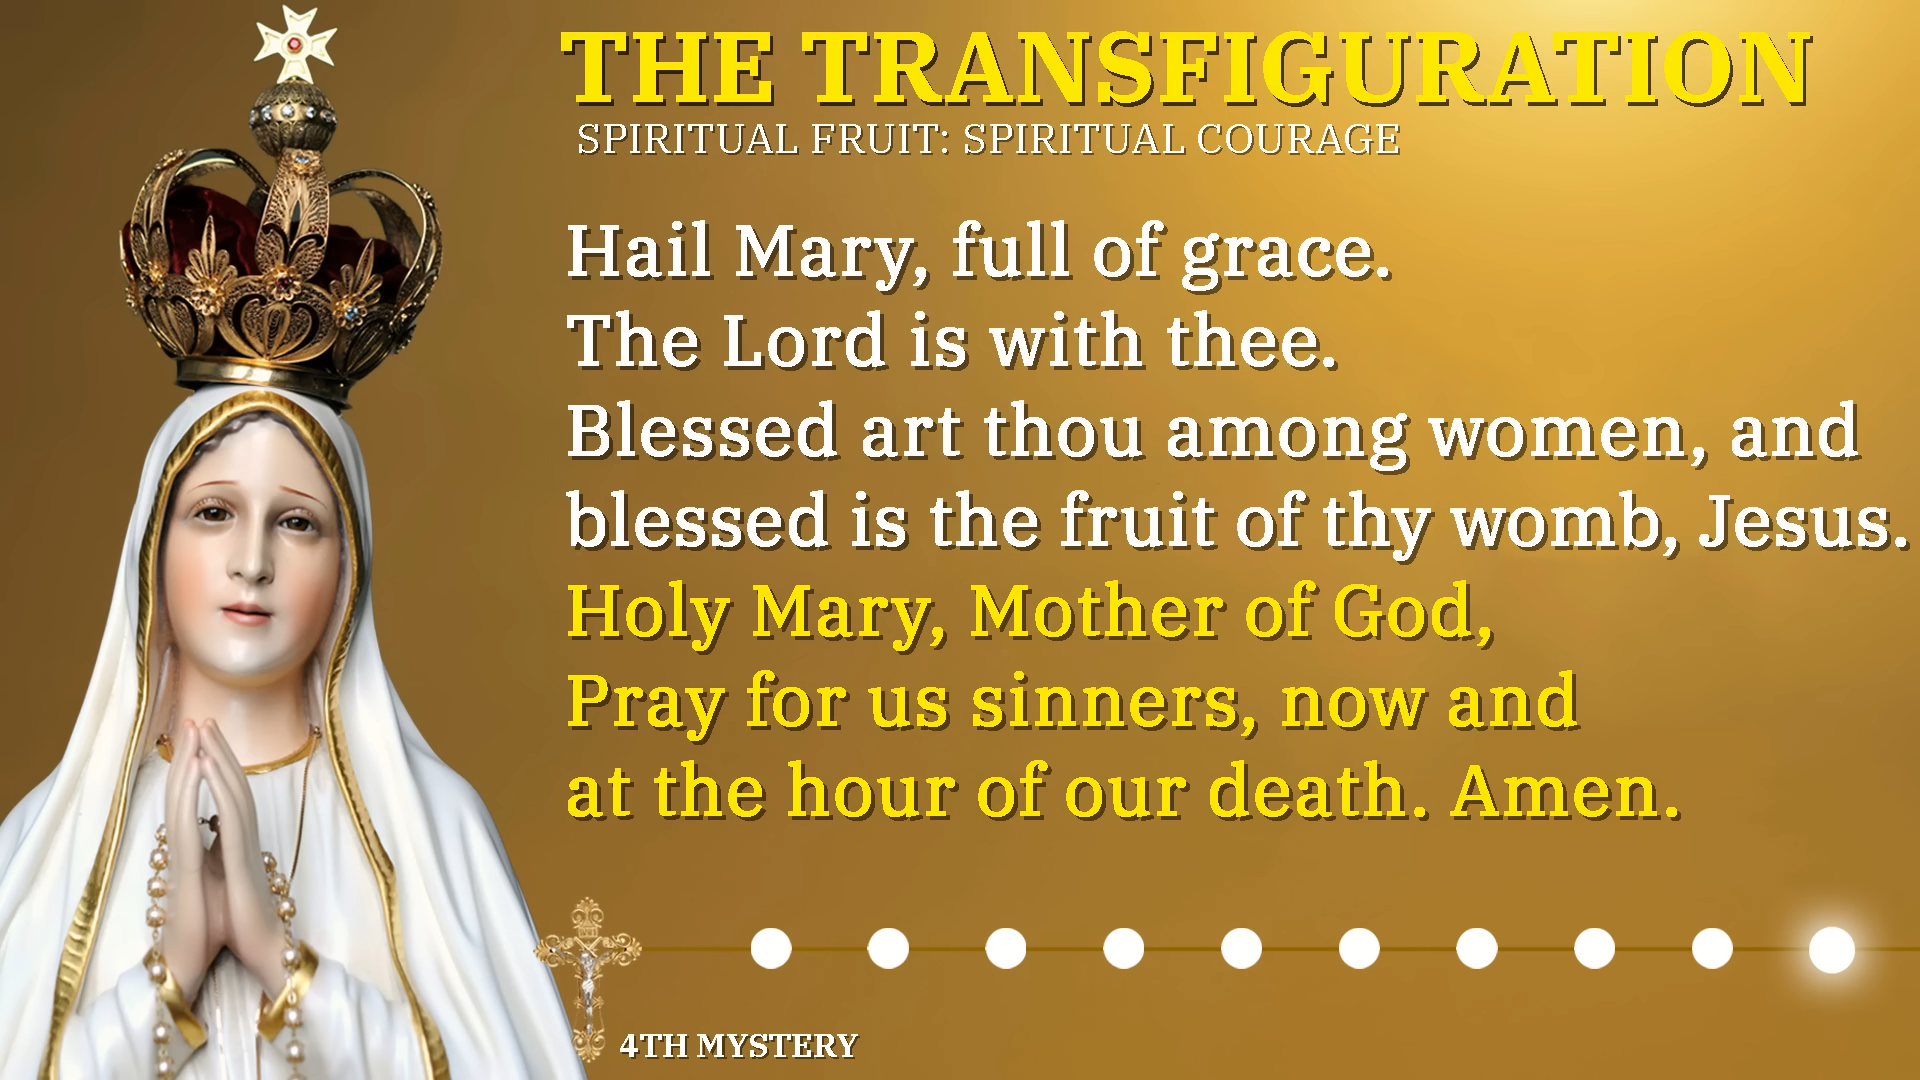 THE TRANSFIGURATION
SPIRITUAL FRUIT: SPIRITUAL COURAGE
Hail Mary, full of grace.
The Lord is with thee.
Blessed art thou among women, and
blessed is the fruit of thy womb, Jesus.
Holy Mary, Mother of God,
Pray for us sinners, now and
at the hour of our death. Amen.
4TH MYSTERY